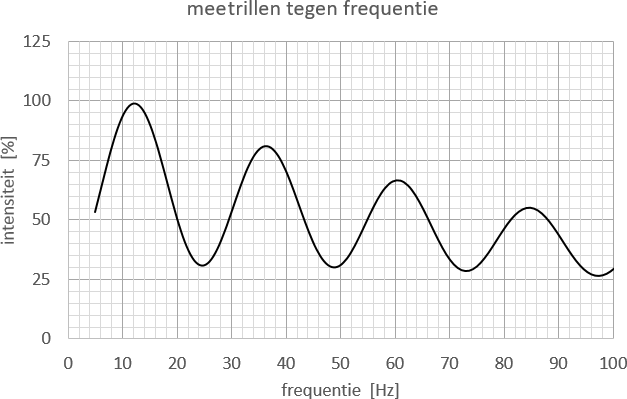 meetrillen tegen frequentie
125
100
75
50
25
0
intensiteit [%]
0 10 20 30 40 50 60 70 80 90 100
frequentie [Hz]